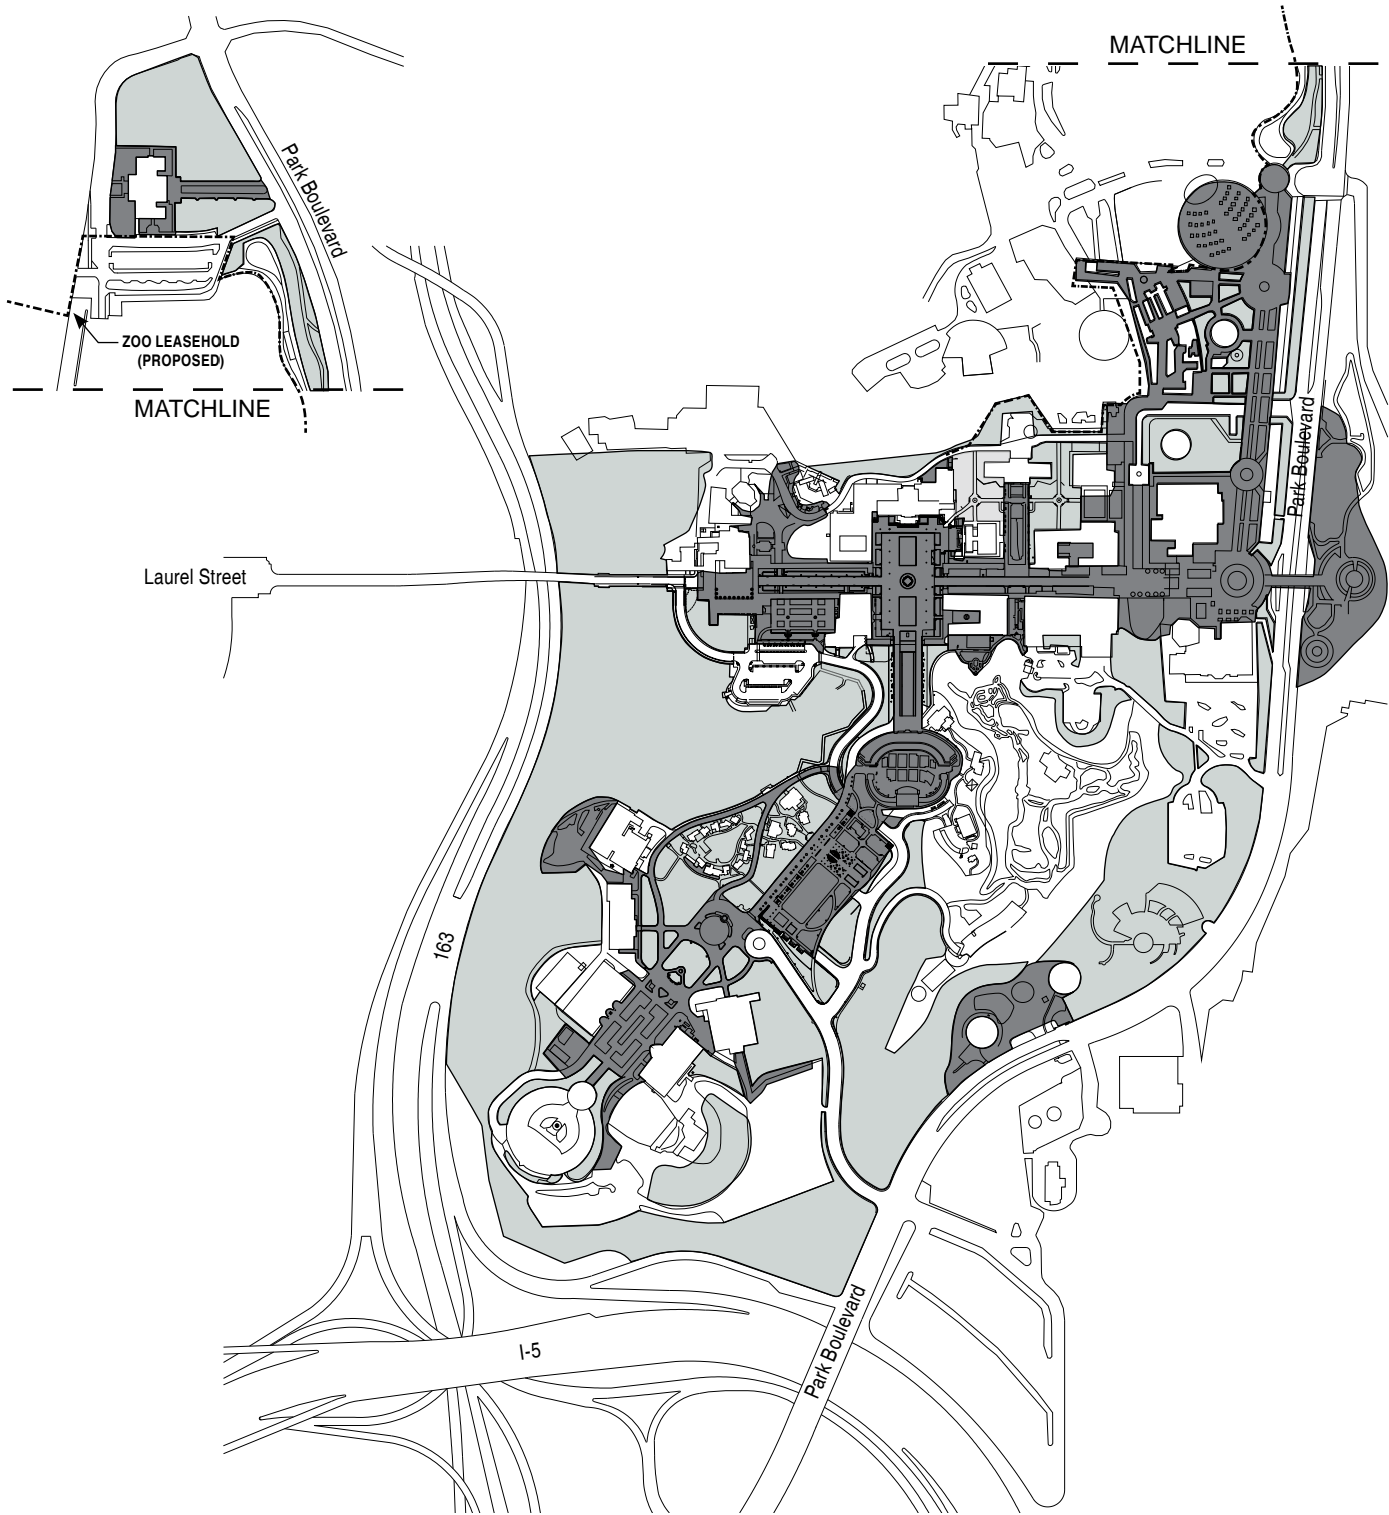 MATCHLINE
Park Boulevard
ZOO LEASEHOLD
(PROPOSED)
MATCHLINE
Park Boulevard
Laurel Street
163
Park Boulevard
I-5